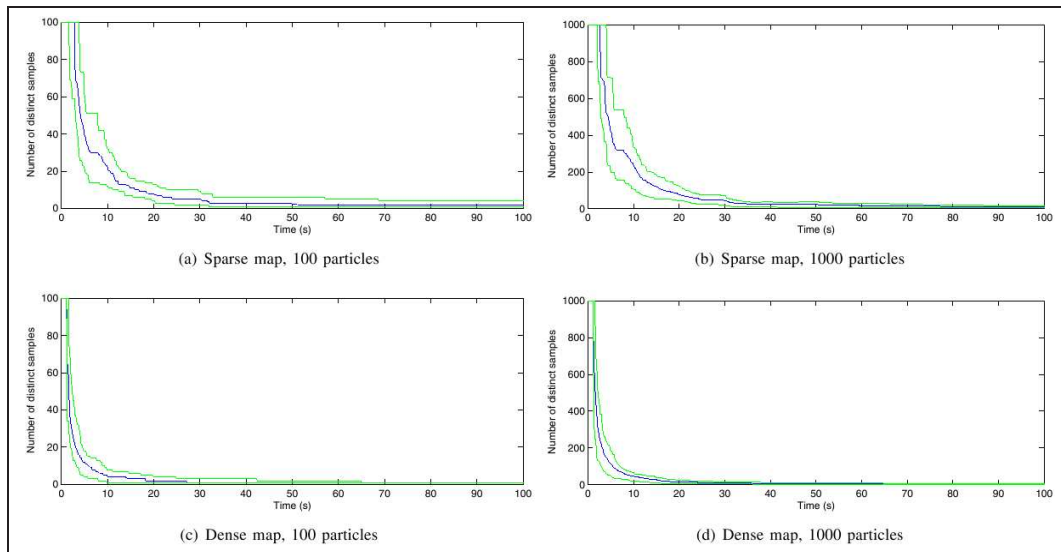 100
80
60
40
20
0
Number of distinct samples
0 10 20 30 40 50 60 70 80 90 100
Time (s)
(a) Sparse map, 100 particles
1000
800
600
400
200
0
Number of distinct samples
0 10 20 30 40 50 60 70 80 90 100
Time (s)
(b) Sparse map, 1000 particles
100
80
60
40
20
0
Number of distinct samples
0 10 20 30 40 50 60 70 80 90 100
Time (s)
(c) Dense map, 100 particles
1000
800
600
400
200
0
Number of distinct samples
0 10 20 30 40 50 60 70 80 90 100
Time (s)
(d) Dense map, 1000 particles